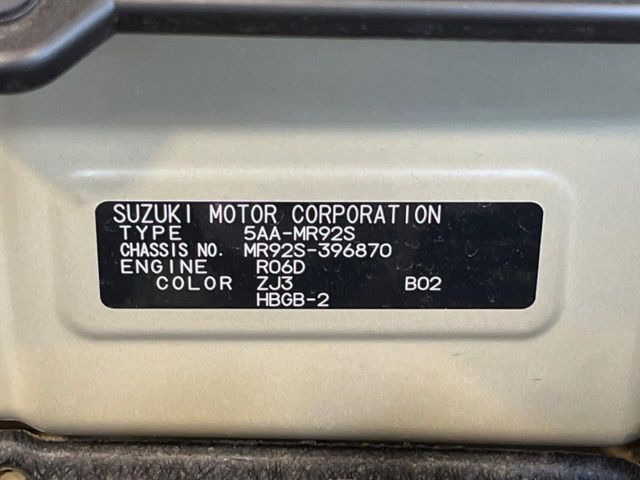 SUZUKI MOTOR CORPORATION
TYPE 5AA-MR92S
CHASSIS NO. MR92S-396870
ENGINE R06D
COLOR ZJ3 B02
HBGB-2